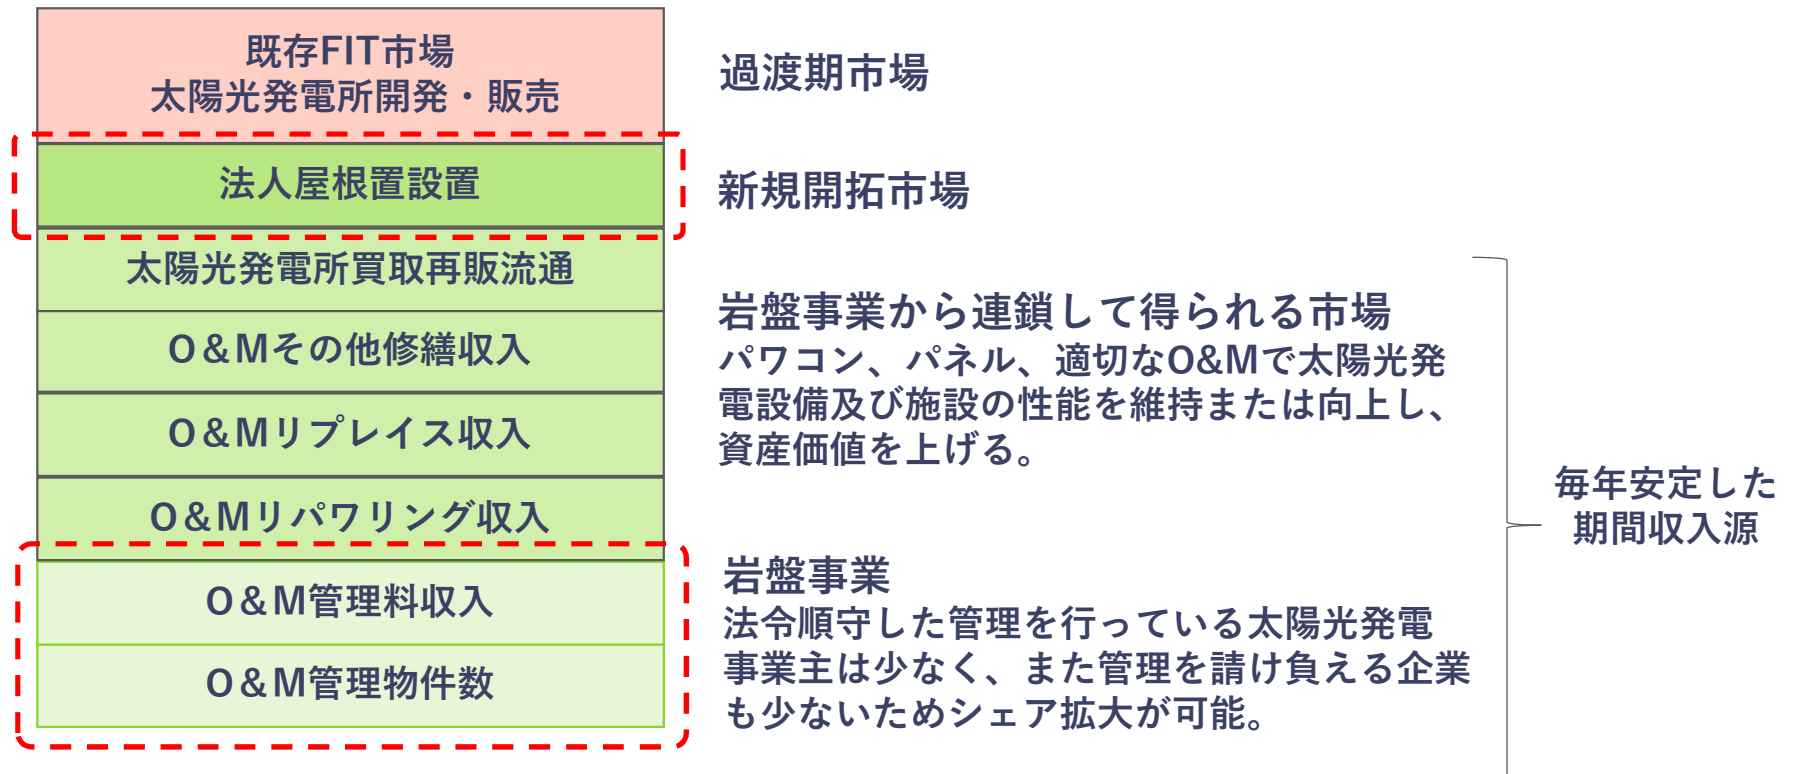 既存FIT市場
太陽光発電所開発・販売
過渡期市場
法人屋根置設置
新規開拓市場
太陽光発電所買取再販流通
O＆Mその他修繕収入
O＆Mリプレイス収入
O＆Mリパワリング収入
岩盤事業から連鎖して得られる市場
パワコン、パネル、適切なO&Mで太陽光発
電設備及び施設の性能を維持または向上し、
資産価値を上げる。
O＆M管理料収入
O＆M管理物件数
岩盤事業
法令順守した管理を行っている太陽光発電
事業主は少なく、また管理を請け負える企業
も少ないためシェア拡大が可能。
毎年安定した
期間収入源